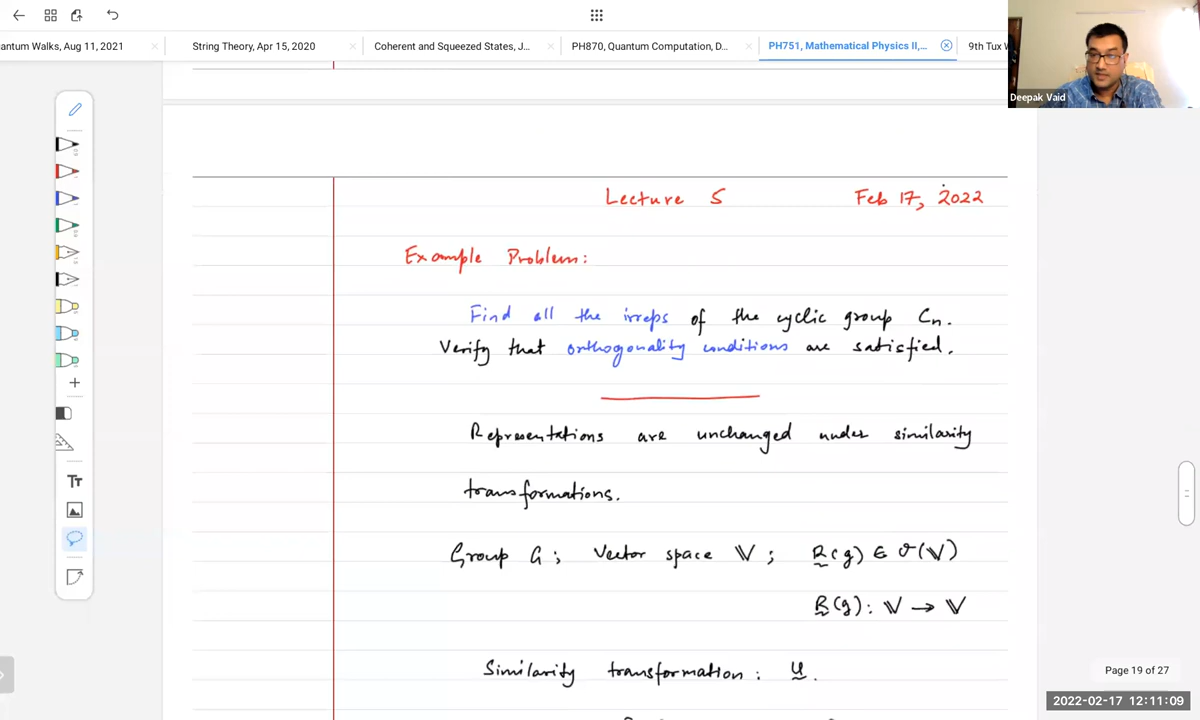 antum Walks, Aug 11, 2021
String Theory, Apr 15, 2020
Coherent and Squeezed States, J...
PH870, Quantum Computation, D...
PH751, Mathematical Physics II,...
9th Tux W
Deepak Vaid
Lecture 5 Feb 17, 2022
Example Problem:
Find all the irreps of the cyclic group Cn.
Verify that orthogonality conditions are satisfied.
Representations are unchanged under similarity
transformations.
Group G; Vector space 𝕍; R(g) ∈ O(𝕍)
R(g): 𝕍 → 𝕍
Similarity transformation: U.
Tт
Page 19 of 27
2022-02-17 12:11:09